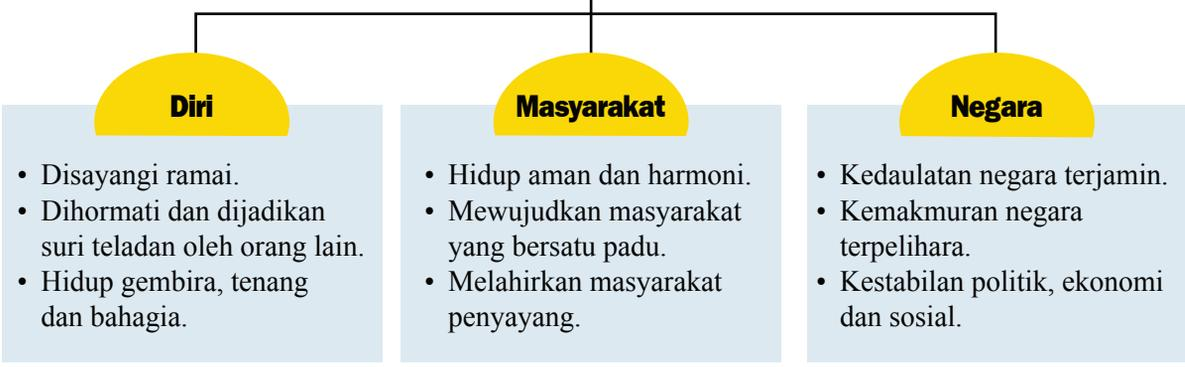 Diri
• Disayangi ramai.
• Dihormati dan dijadikan
suri teladan oleh orang lain.
• Hidup gembira, tenang
dan bahagia.
Masyarakat
• Hidup aman dan harmoni.
• Mewujudkan masyarakat
yang bersatu padu.
• Melahirkan masyarakat
penyayang.
Negara
• Kedaulatan negara terjamin.
• Kemakmuran negara
terpelihara.
• Kestabilan politik, ekonomi
dan sosial.